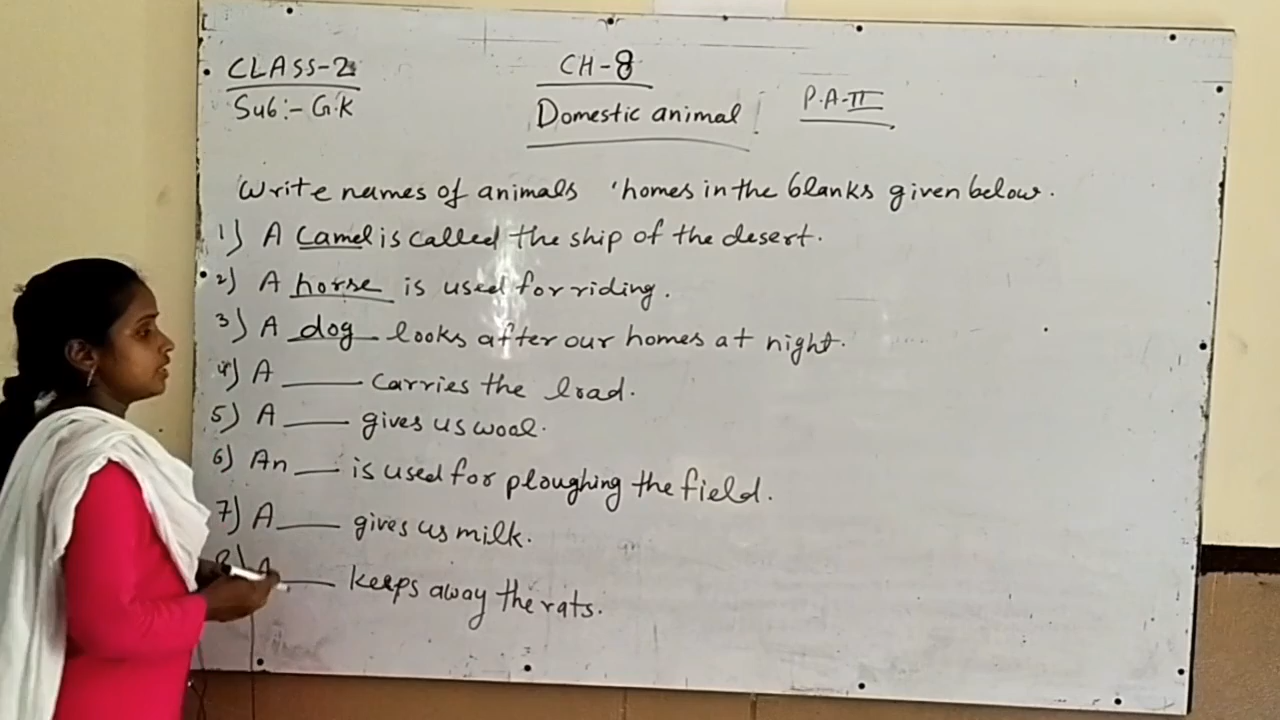 CLASS-2
CH-8
Sub:- G.K
Domestic animal
P.A-II
Write names of animals 'homes in the blanks given below.
1) A Camel is called the ship of the desert.
2) A horse is used for riding.
3) A dog looks after our homes at night.
4) A ____ carries the load.
5) A ____ gives us wool.
6) An ____ is used for ploughing the field.
7) A ____ gives us milk.
8) A ____ keeps away the rats.